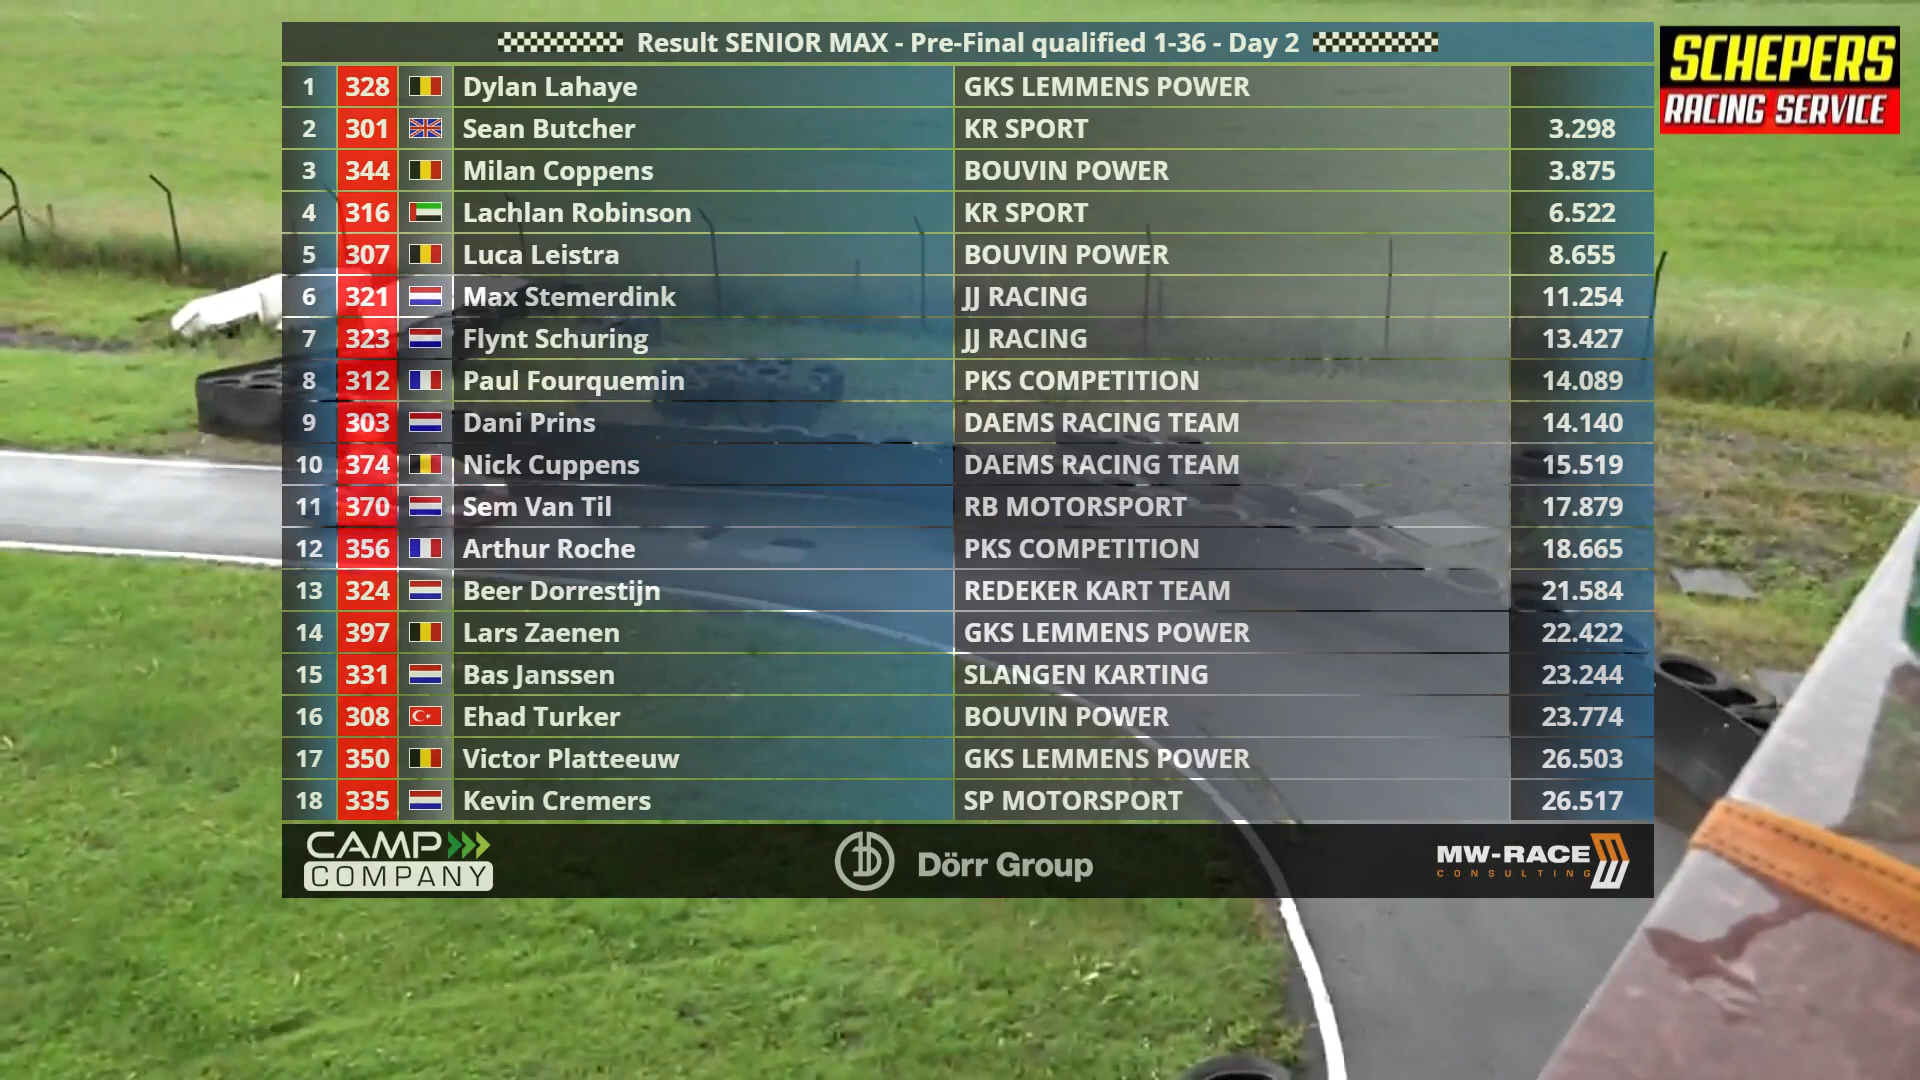 Result SENIOR MAX - Pre-Final qualified 1-36 - Day 2
SCHEPERS
RACING SERVICE
1 328 Dylan Lahaye GKS LEMMENS POWER
2 301 Sean Butcher KR SPORT 3.298
3 344 Milan Coppens BOUVIN POWER 3.875
4 316 Lachlan Robinson KR SPORT 6.522
5 307 Luca Leistra BOUVIN POWER 8.655
6 321 Max Stemerdink JJ RACING 11.254
7 323 Flynt Schuring JJ RACING 13.427
8 312 Paul Fourquemin PKS COMPETITION 14.089
9 303 Dani Prins DAEMS RACING TEAM 14.140
10 374 Nick Cuppens DAEMS RACING TEAM 15.519
11 370 Sem Van Til RB MOTORSPORT 17.879
12 356 Arthur Roche PKS COMPETITION 18.665
13 324 Beer Dorrestijn REDEKER KART TEAM 21.584
14 397 Lars Zaenen GKS LEMMENS POWER 22.422
15 331 Bas Janssen SLANGEN KARTING 23.244
16 308 Ehad Turker BOUVIN POWER 23.774
17 350 Victor Platteeuw GKS LEMMENS POWER 26.503
18 335 Kevin Cremers SP MOTORSPORT 26.517
CAMP
COMPANY
Dörr Group
MW-RACE
CONSULTING